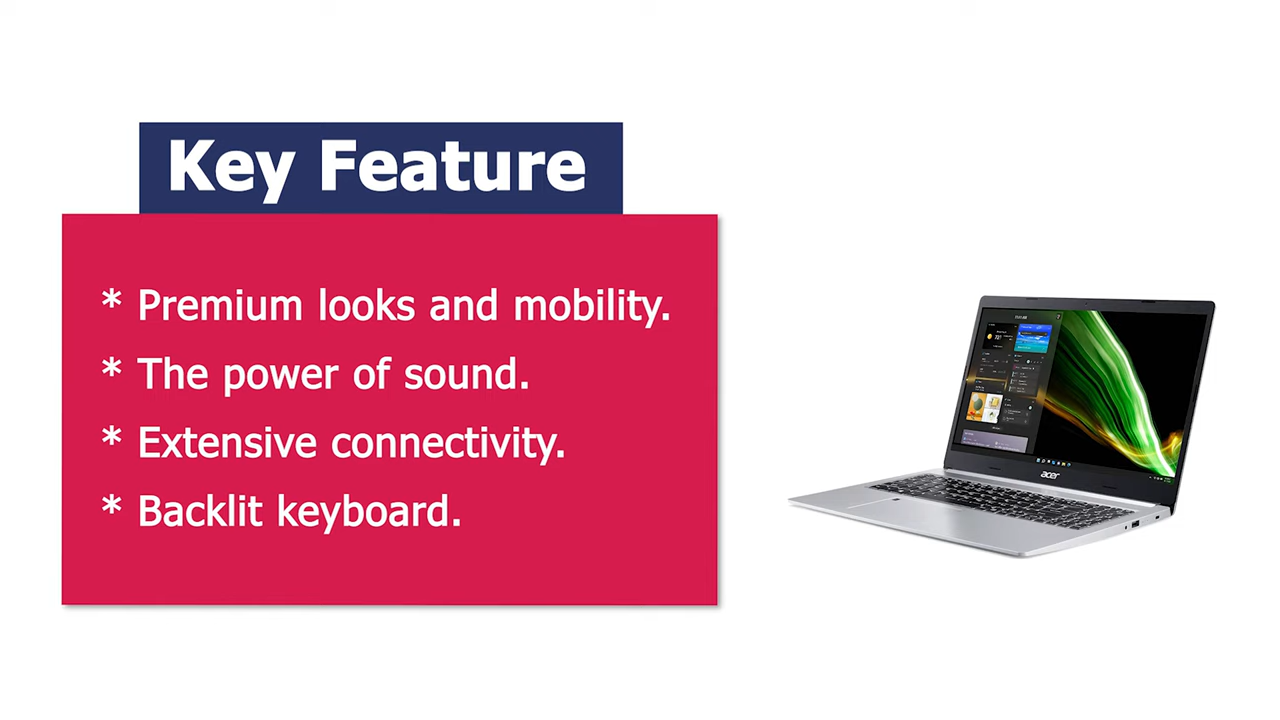 Key Feature
* Premium looks and mobility.
* The power of sound.
* Extensive connectivity.
* Backlit keyboard.
acer